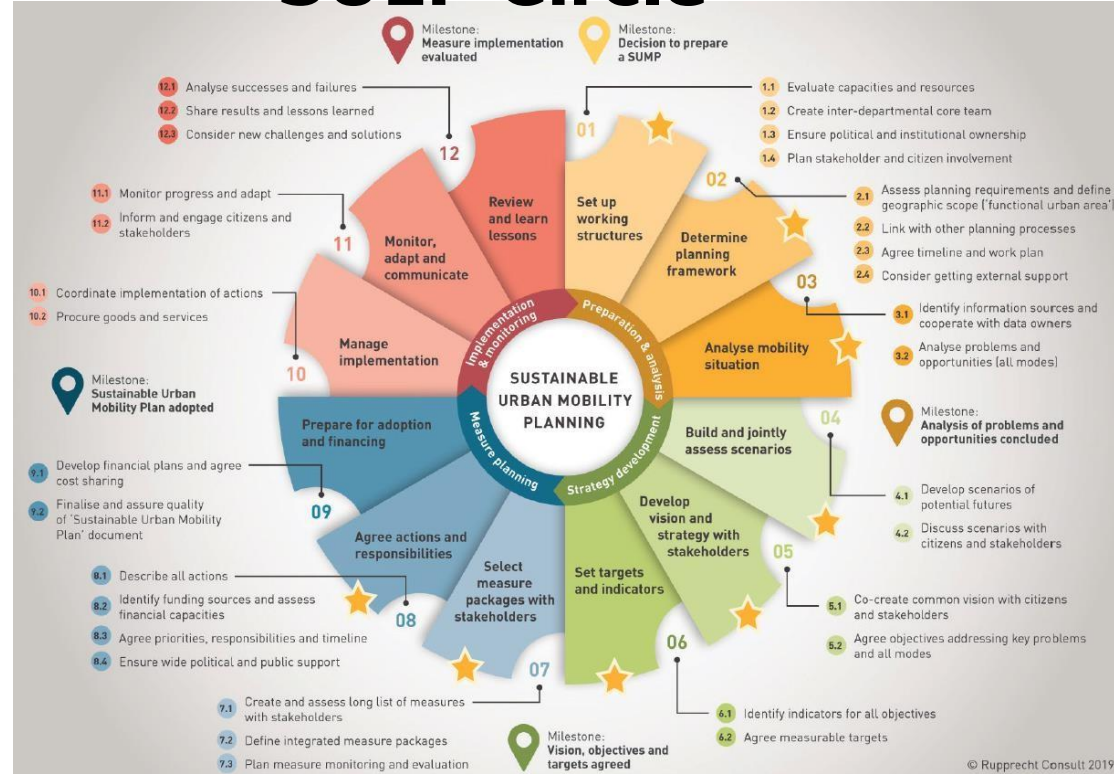 SULP Circle
Milestone:
Measure implementation
evaluated
Milestone:
Decision to prepare
a SUMP
12.1 Analyse successes and failures
12.2 Share results and lessons learned
12.3 Consider new challenges and solutions
1.1 Evaluate capacities and resources
1.2 Create inter-departmental core team
1.3 Ensure political and institutional ownership
1.4 Plan stakeholder and citizen involvement
11.1 Monitor progress and adapt
11.2 Inform and engage citizens and
stakeholders
2.1 Assess planning requirements and define
geographic scope ('functional urban area')
2.2 Link with other planning processes
2.3 Agree timeline and work plan
2.4 Consider getting external support
10.1 Coordinate implementation of actions
10.2 Procure goods and services
3.1 Identify information sources and
cooperate with data owners
3.2 Analyse problems and
opportunities (all modes)
Milestone:
Sustainable Urban
Mobility Plan adopted
Milestone:
Analysis of problems and
opportunities concluded
01
Set up
working
structures
02
Determine
planning
framework
03
Analyse mobility
situation
04
Build and jointly
assess scenarios
05
Develop
vision and
strategy with
stakeholders
06
Set targets
and indicators
07
Select
measure
packages with
stakeholders
08
Agree actions and
responsibilities
09
Prepare for adoption
and financing
10
Manage
implementation
11
Monitor,
adapt and
communicate
12
Review
and learn
lessons
Preparation & analysis
Strategy development
Measure planning
Implementation
& monitoring
SUSTAINABLE
URBAN MOBILITY
PLANNING
9.1 Develop financial plans and agree
cost sharing
9.2 Finalise and assure quality
of 'Sustainable Urban Mobility
Plan' document
4.1 Develop scenarios of
potential futures
4.2 Discuss scenarios with
citizens and stakeholders
8.1 Describe all actions
8.2 Identify funding sources and assess
financial capacities
8.3 Agree priorities, responsibilities and timeline
8.4 Ensure wide political and public support
5.1 Co-create common vision with citizens
and stakeholders
5.2 Agree objectives addressing key problems
and all modes
7.1 Create and assess long list of measures
with stakeholders
7.2 Define integrated measure packages
7.3 Plan measure monitoring and evaluation
Milestone:
Vision, objectives and
targets agreed
6.1 Identify indicators for all objectives
6.2 Agree measurable targets
© Rupprecht Consult 2019